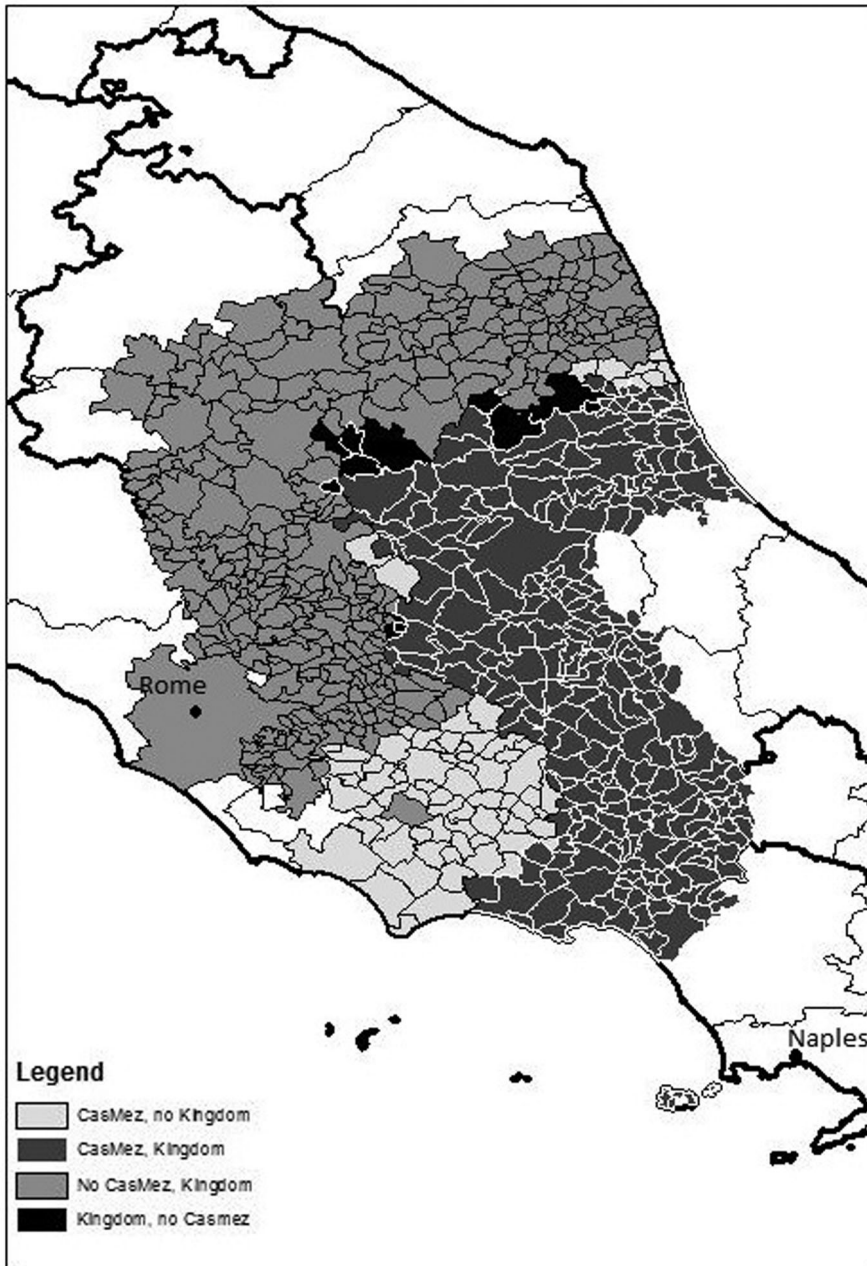 Rome
Naples
Legend
CasMez, no Kingdom
CasMez, Kingdom
No CasMez, Kingdom
Kingdom, no Casmez